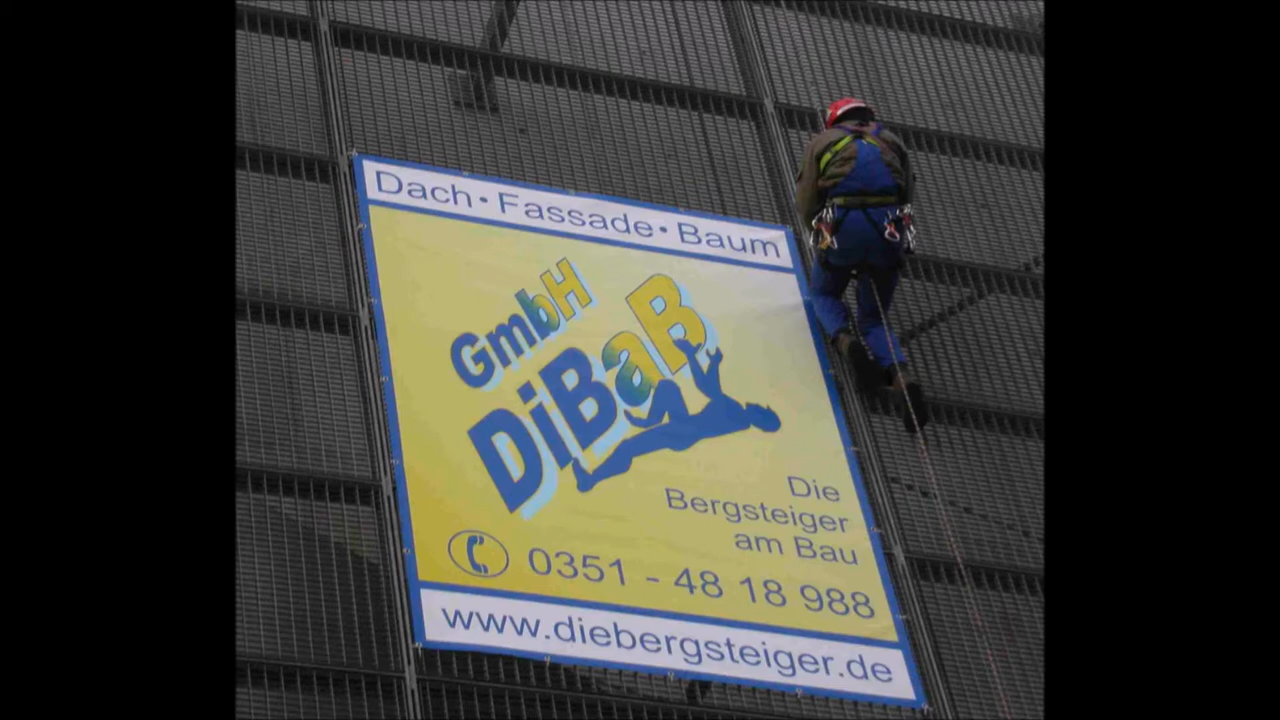 Dach · Fassade · Baum
GmbH
DiBaB
Die
Bergsteiger
am Bau
0351 - 48 18 988
www.diebergsteiger.de